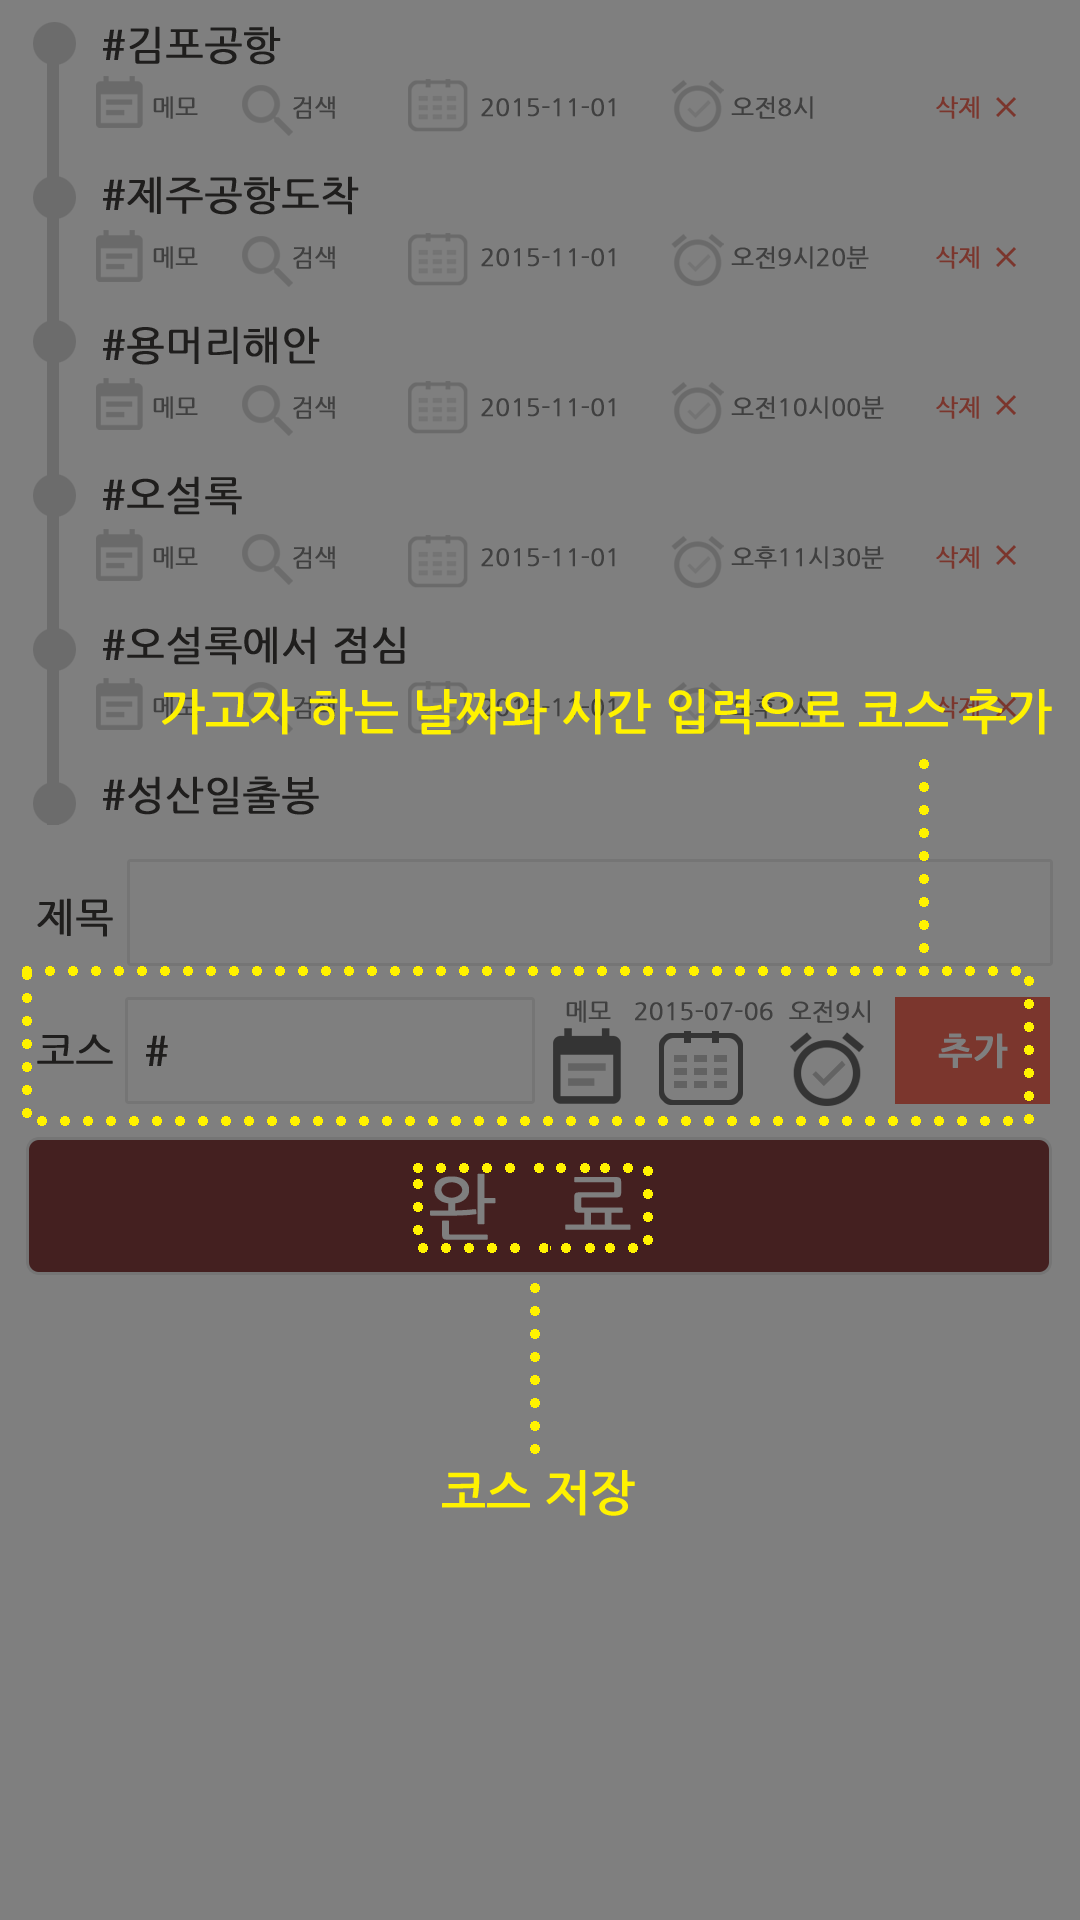 #김포공항
메모 검색 2015-11-01 오전8시 삭제
#제주공항도착
메모 검색 2015-11-01 오전9시20분 삭제
#용머리해안
메모 검색 2015-11-01 오전10시00분 삭제
#오설록
메모 검색 2015-11-01 오후11시30분 삭제
#오설록에서 점심
메모 검색 2015-11-01 오후1시 삭제
가고자 하는 날짜와 시간 입력으로 코스 추가
#성산일출봉
제목
메모 2015-07-06 오전9시
코스 # 추가
완 료
코스 저장